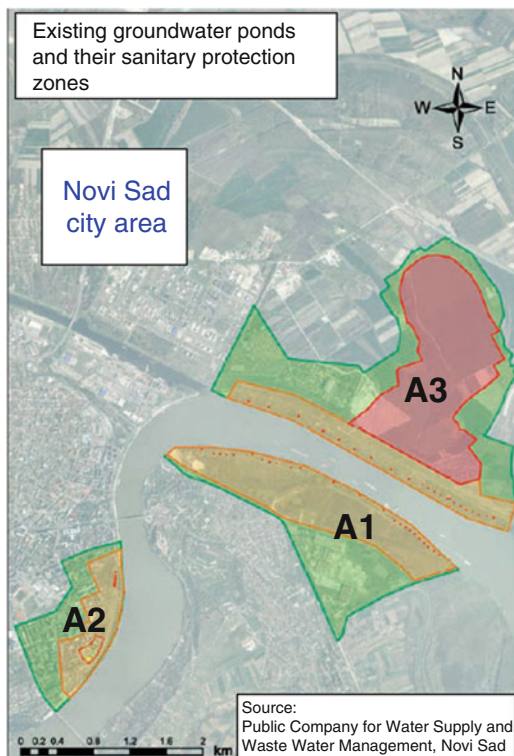 Existing groundwater ponds
and their sanitary protection
zones
N
W E
S
Novi Sad
city area
A3
A1
A2
0 0.2 0.4 0.8 1.2 1.6 2
km
Source:
Public Company for Water Supply and
Waste Water Management, Novi Sad